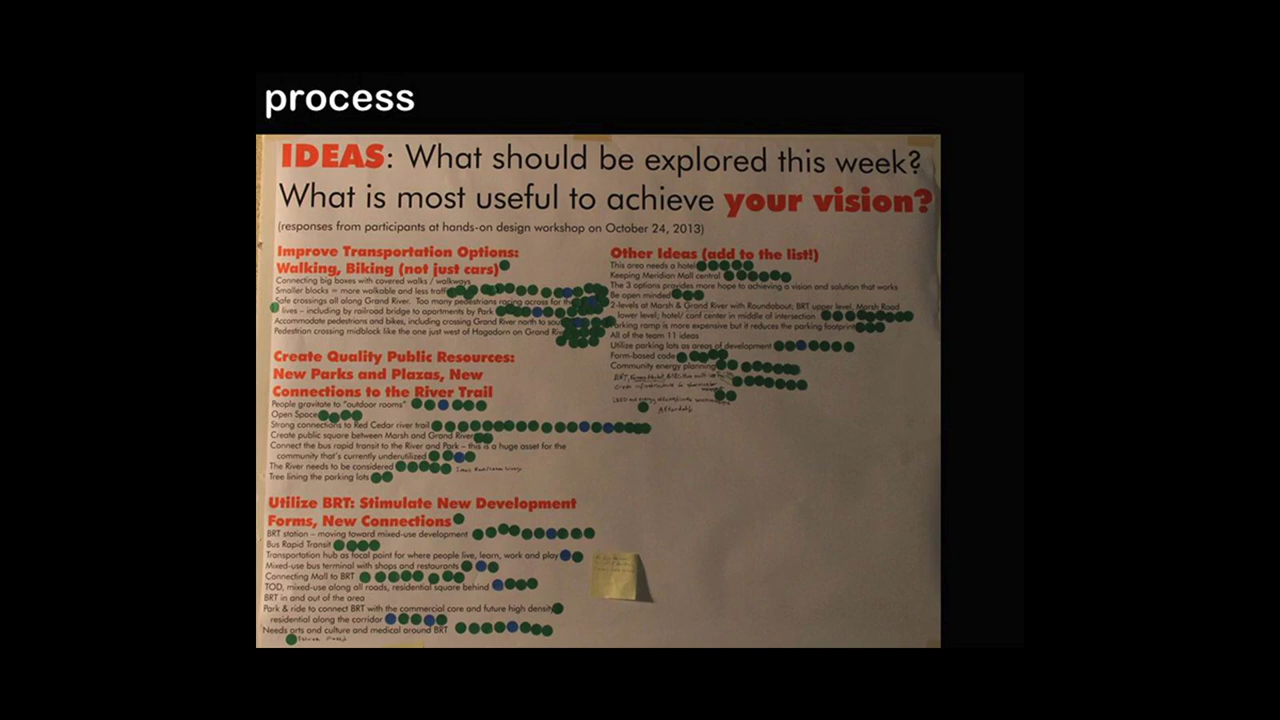 process
IDEAS: What should be explored this week?
What is most useful to achieve your vision?
(responses from participants at hands-on design workshop on October 24, 2013)
Improve Transportation Options:
Walking, Biking (not just cars)
Connecting big boxes with covered walks / walkways
Smaller blocks = more walkable and less
Safe crossings all along Grand River. Too many pedestrians racing across for
lives – including by railroad bridge to apartments by Park
Accommodate pedestrians and bikes, including crossing Grand River north to
Pedestrian crossing midblock like the one just west of Hagadorn on Grand
Create Quality Public Resources:
New Parks and Plazas, New
Connections to the River Trail
People gravitate to "outdoor rooms"
Open Space
Strong connections to Red Cedar river trail
Create public square between Marsh and Grand River
Connect the bus rapid transit to the River and Park – this is a huge asset for the
community that's currently underutilized
The River needs to be considered
Tree lining the parking lots
Utilize BRT: Stimulate New Development
Forms, New Connections
BRT station – moving toward mixed-use development
Bus Rapid Transit
Transportation hub as focal point for where people live, learn, work and play
Mixed-use bus terminal with shops and restaurants
Connecting Mall to BRT
TOD, mixed-use along all roads, residential square behind
BRT in and out of the area
Park & ride to connect BRT with the commercial core and future high density
residential along the corridor
Needs arts and culture and medical around BRT
Other Ideas (add to the list!)
This area needs a hotel
Keeping Meridian Mall central
The 3 options provides more hope to achieving a vision and solution that works
Be open minded
2-levels at Marsh & Grand River with Roundabout; BRT upper level, Marsh Road
lower level; hotel/ conf center in middle of intersection
Parking ramp is more expensive but it reduces the parking footprint
All of the team 11 ideas
Utilize parking lots as areas of development
Form-based code
Community energy planning
Affordable